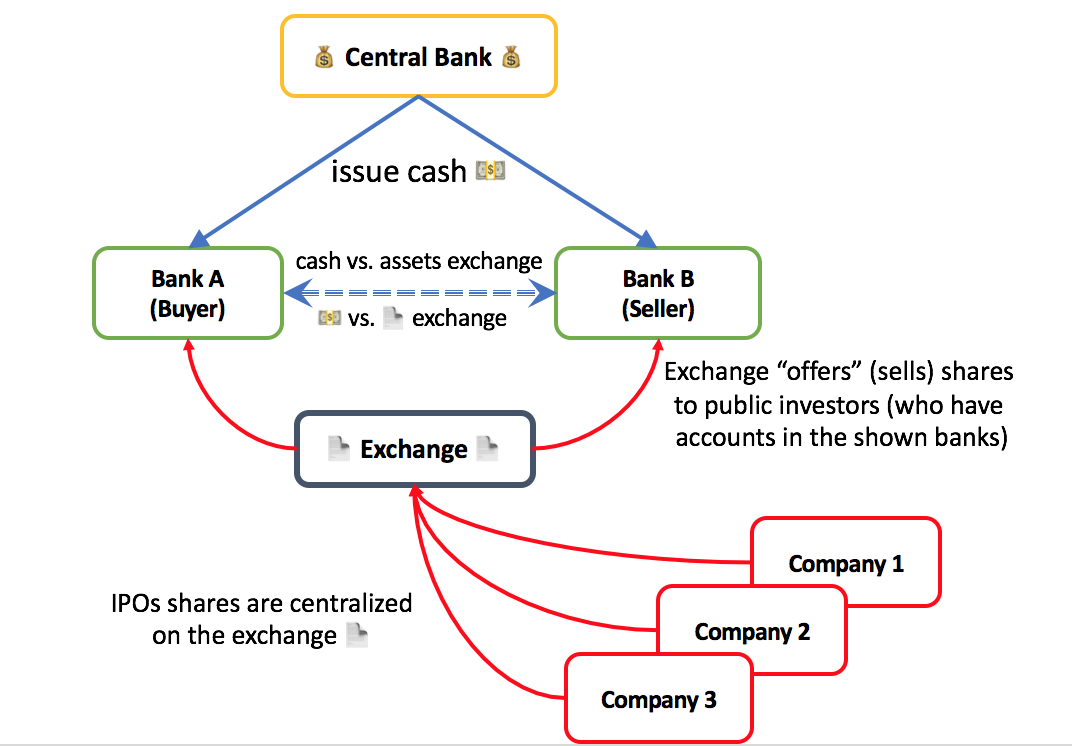 💰 Central Bank 💰
issue cash 💵
Bank A
(Buyer)
cash vs. assets exchange
💵 vs. 📄 exchange
Bank B
(Seller)
Exchange “offers” (sells) shares
to public investors (who have
accounts in the shown banks)
📄 Exchange 📄
Company 1
IPOs shares are centralized
on the exchange 📄
Company 2
Company 3